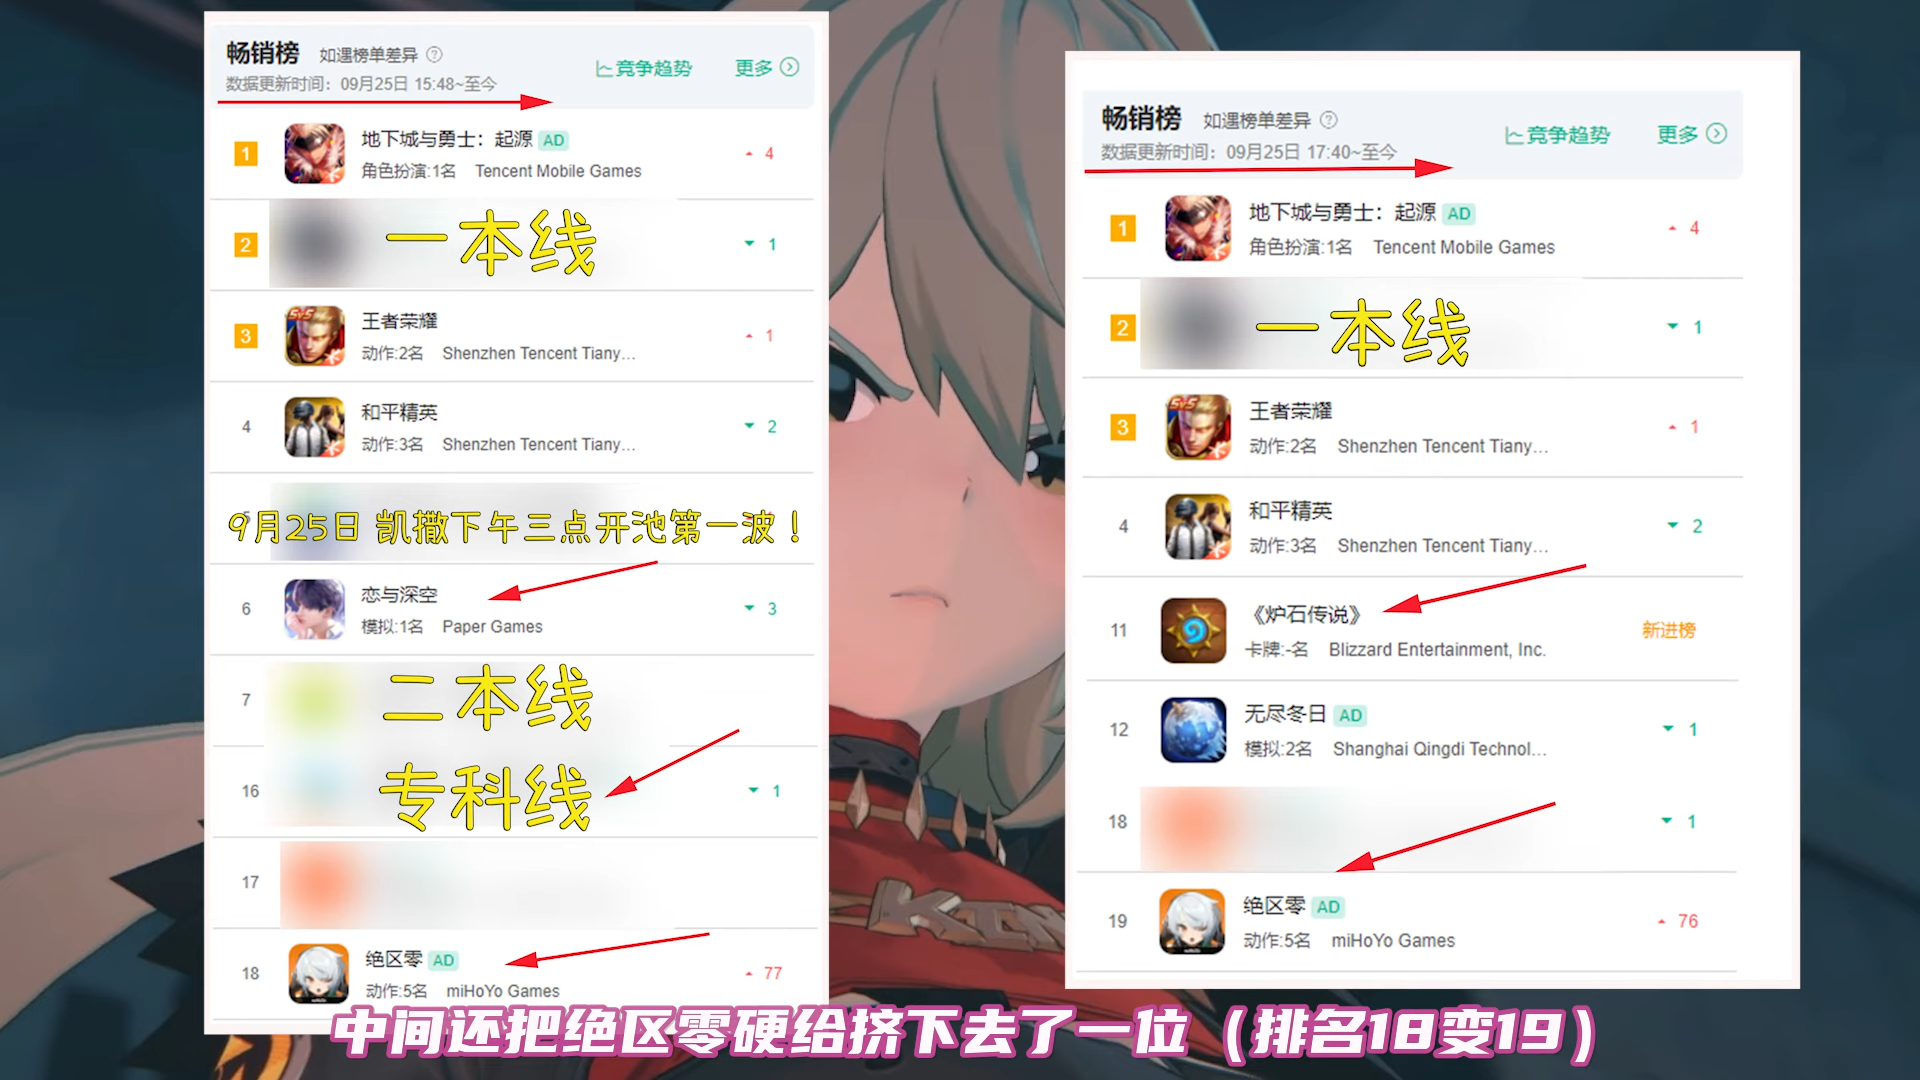 畅销榜 如遇榜单差异 ?
竞争趋势 更多
数据更新时间：09月25日 15:48~至今
1 地下城与勇士：起源 AD 4
角色扮演:1名 Tencent Mobile Games
2 一本线 1
3 王者荣耀 1
动作:2名 Shenzhen Tencent Tiany...
4 和平精英 2
动作:3名 Shenzhen Tencent Tiany...
9月25日 凯撒下午三点开池第一波！
6 恋与深空 3
模拟:1名 Paper Games
7 二本线
16 专科线 1
17
18 绝区零 AD 77
动作:5名 miHoYo Games
畅销榜 如遇榜单差异 ?
竞争趋势 更多
数据更新时间：09月25日 17:40~至今
1 地下城与勇士：起源 AD 4
角色扮演:1名 Tencent Mobile Games
2 一本线 1
3 王者荣耀 1
动作:2名 Shenzhen Tencent Tiany...
4 和平精英 2
动作:3名 Shenzhen Tencent Tiany...
11 《炉石传说》 新进榜
卡牌:-名 Blizzard Entertainment, Inc.
12 无尽冬日 AD 1
模拟:2名 Shanghai Qingdi Technol...
18 1
19 绝区零 AD 76
动作:5名 miHoYo Games
中间还把绝区零硬给挤下去了一位（排名18变19）